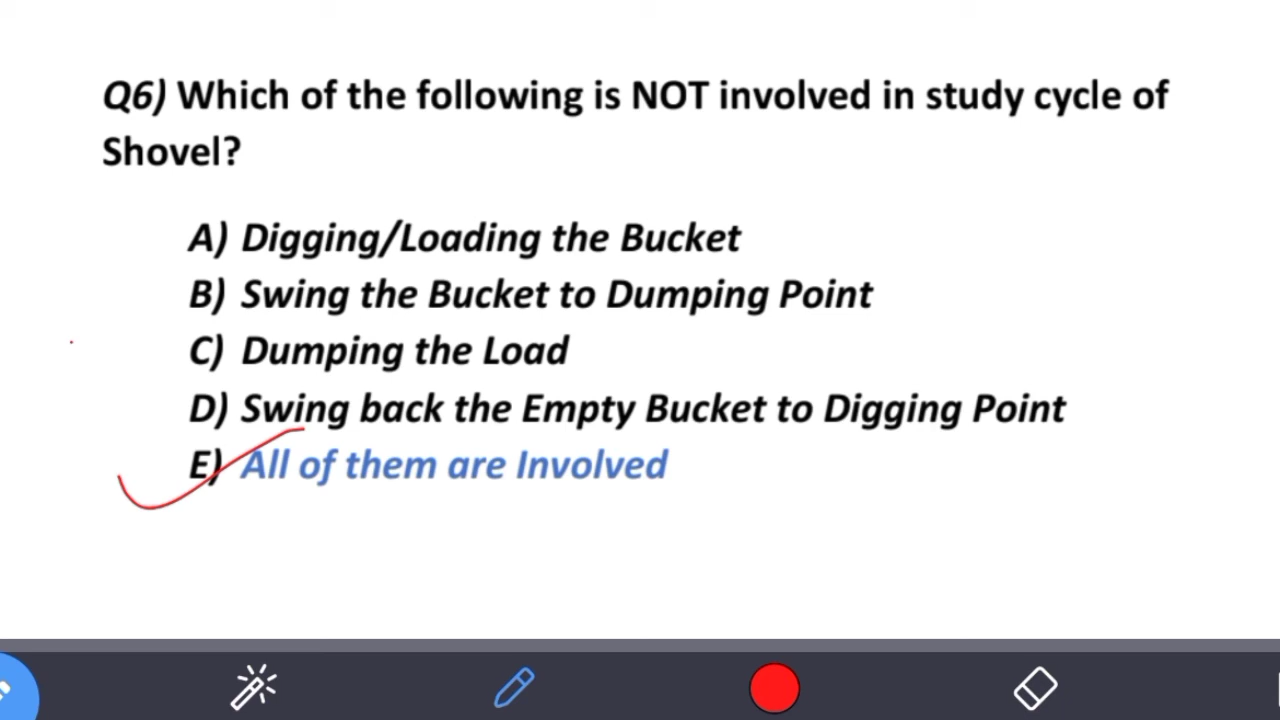 Q6) Which of the following is NOT involved in study cycle of
Shovel?
A) Digging/Loading the Bucket
B) Swing the Bucket to Dumping Point
C) Dumping the Load
D) Swing back the Empty Bucket to Digging Point
E) All of them are Involved